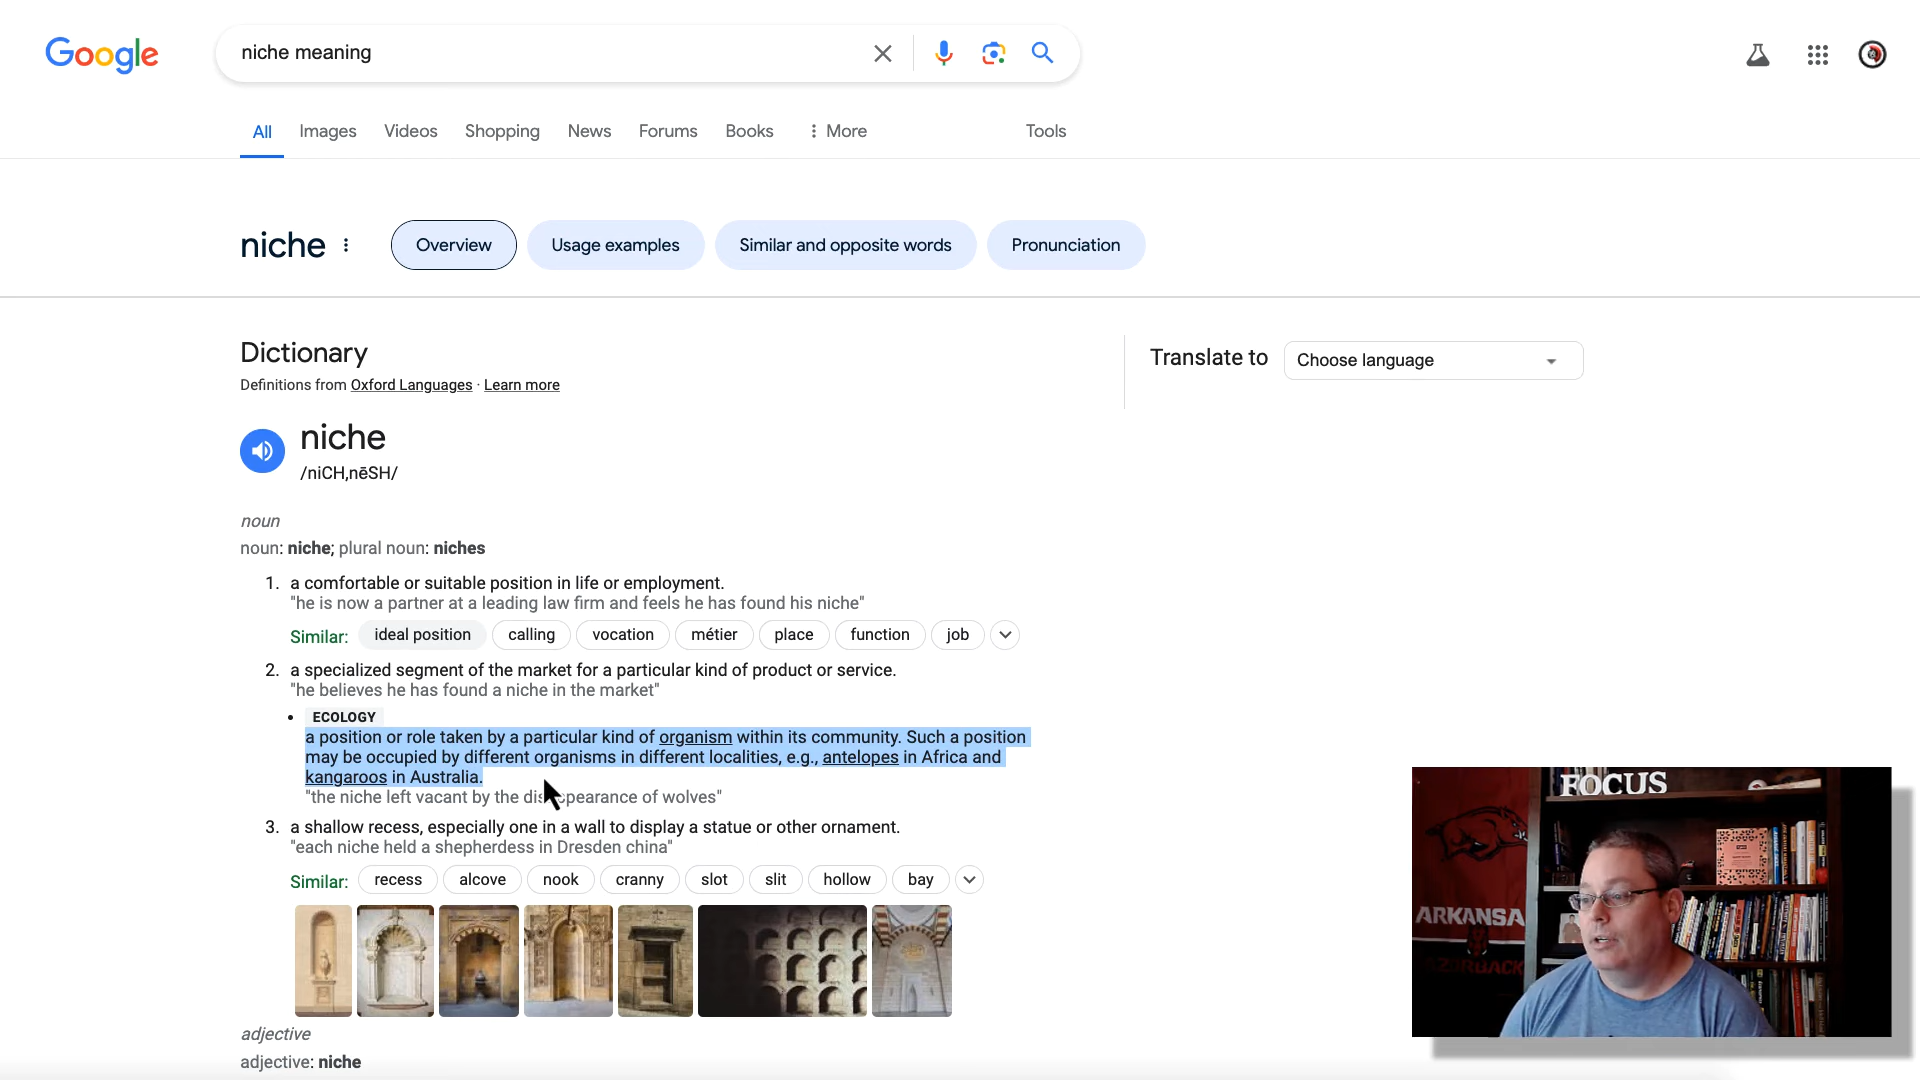 Google
niche meaning
All Images Videos Shopping News Forums Books More Tools
niche Overview Usage examples Similar and opposite words Pronunciation
Dictionary
Definitions from Oxford Languages · Learn more
Translate to Choose language
niche
/niCH,nēSH/
noun
noun: niche; plural noun: niches
1. a comfortable or suitable position in life or employment.
"he is now a partner at a leading law firm and feels he has found his niche"
Similar: ideal position calling vocation métier place function job
2. a specialized segment of the market for a particular kind of product or service.
"he believes he has found a niche in the market"
• ECOLOGY
a position or role taken by a particular kind of organism within its community. Such a position
may be occupied by different organisms in different localities, e.g., antelopes in Africa and
kangaroos in Australia.
"the niche left vacant by the disappearance of wolves"
3. a shallow recess, especially one in a wall to display a statue or other ornament.
"each niche held a shepherdess in Dresden china"
Similar: recess alcove nook cranny slot slit hollow bay
adjective
adjective: niche
FOCUS
ARKANSA